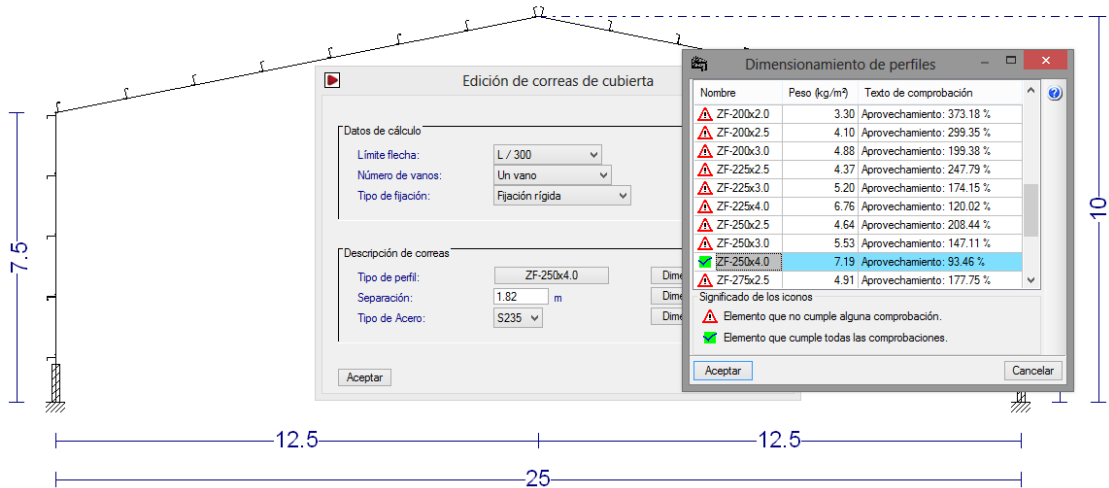 Edición de correas de cubierta
Datos de cálculo
Límite flecha: L / 300
Número de vanos: Un vano
Tipo de fijación: Fijación rígida
Descripción de correas
Tipo de perfil: ZF-250x4.0 Dime
Separación: 1.82 m Dime
Tipo de Acero: S235 Dime
Aceptar
Dimensionamiento de perfiles
Nombre Peso (kg/m²) Texto de comprobación
ZF-200x2.0 3.30 Aprovechamiento: 373.18 %
ZF-200x2.5 4.10 Aprovechamiento: 299.35 %
ZF-200x3.0 4.88 Aprovechamiento: 199.38 %
ZF-225x2.5 4.37 Aprovechamiento: 247.79 %
ZF-225x3.0 5.20 Aprovechamiento: 174.15 %
ZF-225x4.0 6.76 Aprovechamiento: 120.02 %
ZF-250x2.5 4.64 Aprovechamiento: 208.44 %
ZF-250x3.0 5.53 Aprovechamiento: 147.11 %
ZF-250x4.0 7.19 Aprovechamiento: 93.46 %
ZF-275x2.5 4.91 Aprovechamiento: 177.75 %
Significado de los iconos
Elemento que no cumple alguna comprobación.
Elemento que cumple todas las comprobaciones.
Aceptar Cancelar
7.5
10
12.5 12.5
25